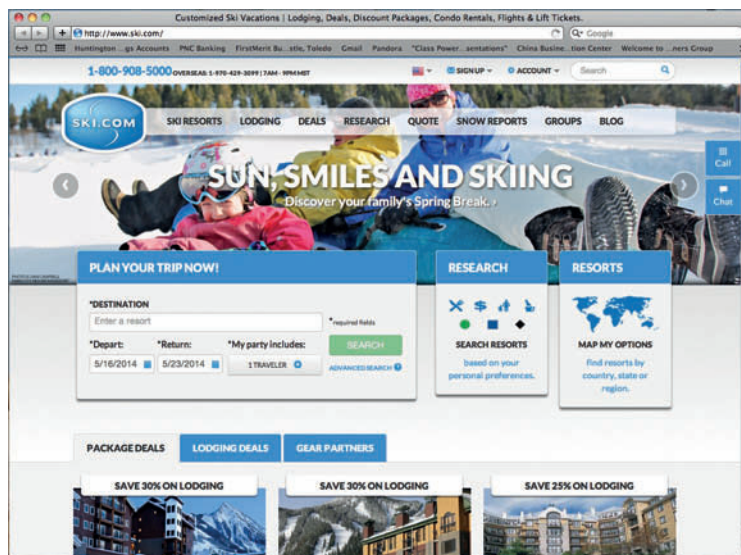 Customized Ski Vacations | Lodging, Deals, Discount Packages, Condo Rentals, Flights & Lift Tickets.
http://www.ski.com/
Google
Huntington ...gs Accounts PNC Banking FirstMerit Bu...stle, Toledo Gmail Pandora "Class Power...sentations" China Busine...tion Center Welcome to ...ners Group
1-800-908-5000 OVERSEAS: 1-970-429-3099 | 7AM - 9PM MST
SIGN UP ACCOUNT Search
SKI.COM
SKI RESORTS LODGING DEALS RESEARCH QUOTE SNOW REPORTS GROUPS BLOG
Call
Chat
SUN, SMILES AND SKIING
Discover your family's Spring Break. ›
PLAN YOUR TRIP NOW!
*DESTINATION
Enter a resort
*required fields
*Depart: *Return: *My party includes:
5/16/2014 5/23/2014 1 TRAVELER
SEARCH
ADVANCED SEARCH ?
RESEARCH
$
SEARCH RESORTS
based on your
personal preferences.
RESORTS
MAP MY OPTIONS
Find resorts by
country, state or
region.
PACKAGE DEALS LODGING DEALS GEAR PARTNERS
SAVE 30% ON LODGING SAVE 30% ON LODGING SAVE 25% ON LODGING